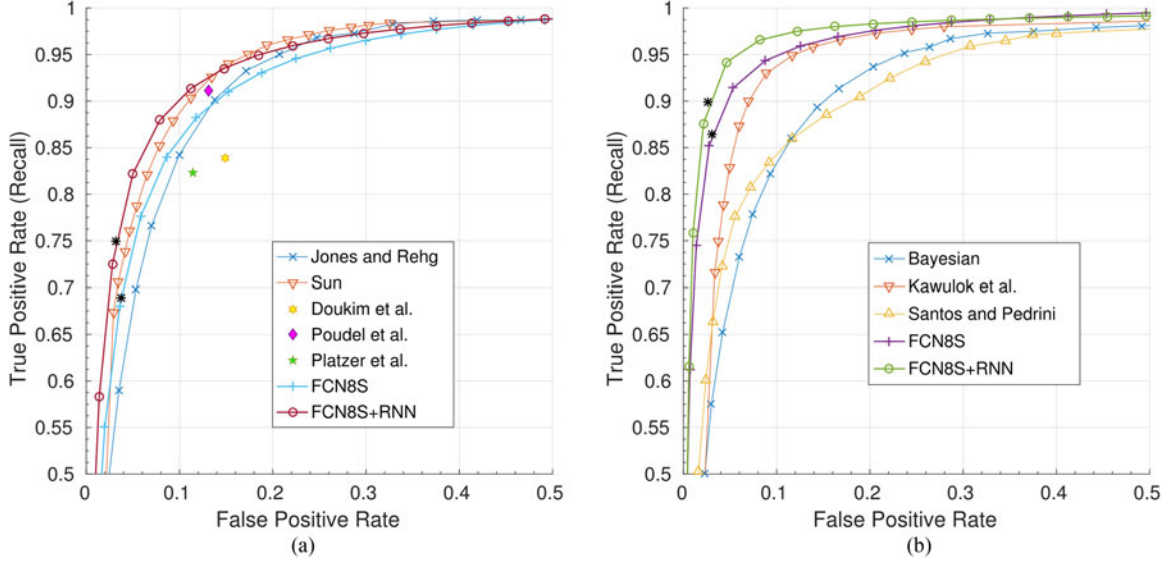 1
0.95
0.9
0.85
0.8
0.75
0.7
0.65
0.6
0.55
0.5
True Positive Rate (Recall)
Jones and Rehg
Sun
Doukim et al.
Poudel et al.
Platzer et al.
FCN8S
FCN8S+RNN
0 0.1 0.2 0.3 0.4 0.5
False Positive Rate
(a)
1
0.95
0.9
0.85
0.8
0.75
0.7
0.65
0.6
0.55
0.5
True Positive Rate (Recall)
Bayesian
Kawulok et al.
Santos and Pedrini
FCN8S
FCN8S+RNN
0 0.1 0.2 0.3 0.4 0.5
False Positive Rate
(b)